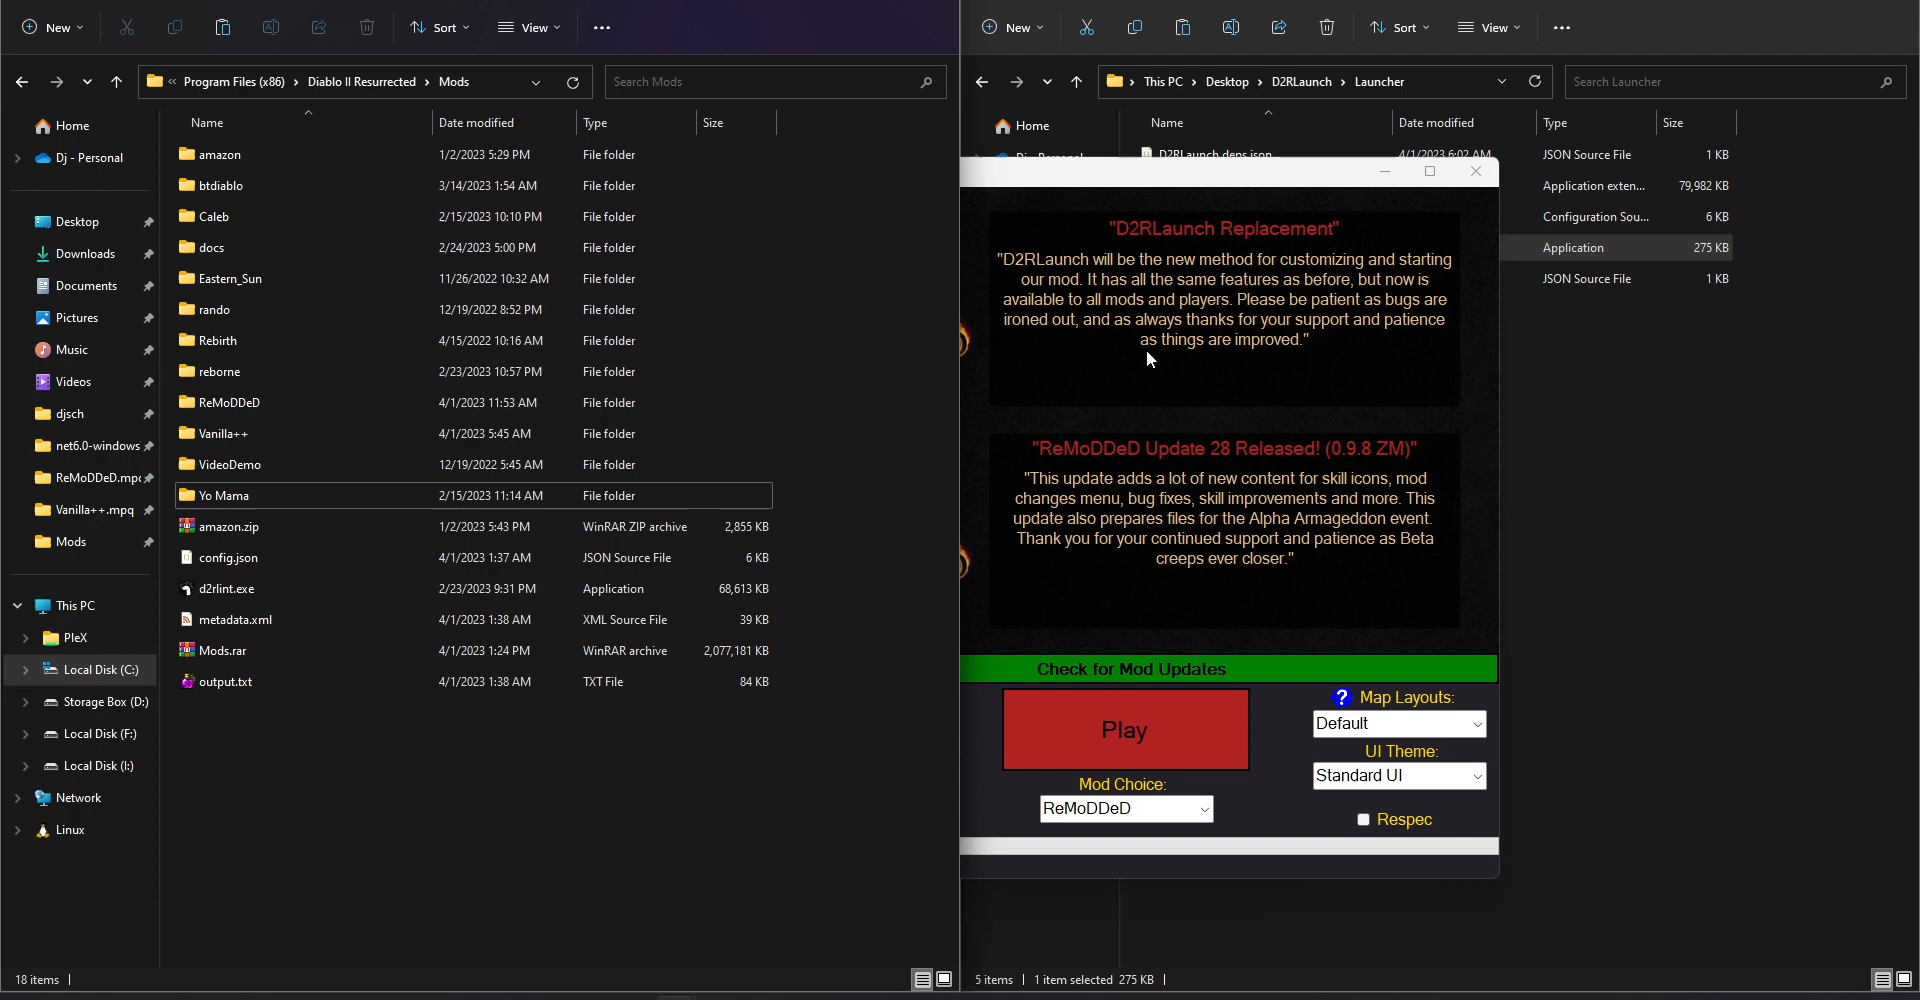 New
Sort
View
Program Files (x86) > Diablo II Resurrected > Mods
Search Mods
Home
Dj - Personal
Desktop
Downloads
Documents
Pictures
Music
Videos
djsch
net6.0-windows
ReMoDDeD.mpq
Vanilla++.mpq
Mods
This PC
PleX
Local Disk (C:)
Storage Box (D:)
Local Disk (F:)
Local Disk (I:)
Network
Linux
Name Date modified Type Size
amazon 1/2/2023 5:29 PM File folder
btdiablo 3/14/2023 1:54 AM File folder
Caleb 2/15/2023 10:10 PM File folder
docs 2/24/2023 5:00 PM File folder
Eastern_Sun 11/26/2022 10:32 AM File folder
rando 12/19/2022 8:52 PM File folder
Rebirth 4/15/2022 10:16 AM File folder
reborne 2/23/2023 10:57 PM File folder
ReMoDDeD 4/1/2023 11:53 AM File folder
Vanilla++ 4/1/2023 5:45 AM File folder
VideoDemo 12/19/2022 5:45 AM File folder
Yo Mama 2/15/2023 11:14 AM File folder
amazon.zip 1/2/2023 5:43 PM WinRAR ZIP archive 2,855 KB
config.json 4/1/2023 1:37 AM JSON Source File 6 KB
d2rlint.exe 2/23/2023 9:31 PM Application 68,613 KB
metadata.xml 4/1/2023 1:38 AM XML Source File 39 KB
Mods.rar 4/1/2023 1:24 PM WinRAR archive 2,077,181 KB
output.txt 4/1/2023 1:38 AM TXT File 84 KB
18 items
New
Sort
View
This PC > Desktop > D2RLaunch > Launcher
Search Launcher
Home
Name Date modified Type Size
D2RLaunch.deps.json 4/1/2023 6:02 AM JSON Source File 1 KB
Application exten... 79,982 KB
Configuration Sou... 6 KB
Application 275 KB
JSON Source File 1 KB
"D2RLaunch Replacement"
"D2RLaunch will be the new method for customizing and starting
our mod. It has all the same features as before, but now is
available to all mods and players. Please be patient as bugs are
ironed out, and as always thanks for your support and patience
as things are improved."
"ReMoDDeD Update 28 Released! (0.9.8 ZM)"
"This update adds a lot of new content for skill icons, mod
changes menu, bug fixes, skill improvements and more. This
update also prepares files for the Alpha Armageddon event.
Thank you for your continued support and patience as Beta
creeps ever closer."
Check for Mod Updates
Play
Mod Choice:
ReMoDDeD
? Map Layouts:
Default
UI Theme:
Standard UI
Respec
5 items
1 item selected 275 KB